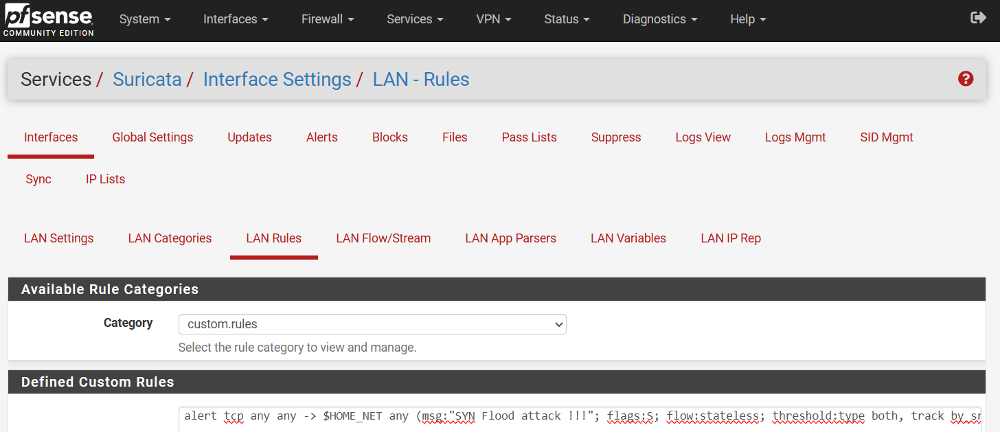 pfsense System Interfaces Firewall Services VPN Status Diagnostics Help
COMMUNITY EDITION
Services / Suricata / Interface Settings / LAN - Rules ?
Interfaces Global Settings Updates Alerts Blocks Files Pass Lists Suppress Logs View Logs Mgmt SID Mgmt
Sync IP Lists
LAN Settings LAN Categories LAN Rules LAN Flow/Stream LAN App Parsers LAN Variables LAN IP Rep
Available Rule Categories
Category custom.rules
Select the rule category to view and manage.
Defined Custom Rules
alert tcp any any -> $HOME_NET any (msg:"SYN Flood attack !!!"; flags:S; flow:stateless; threshold:type both, track